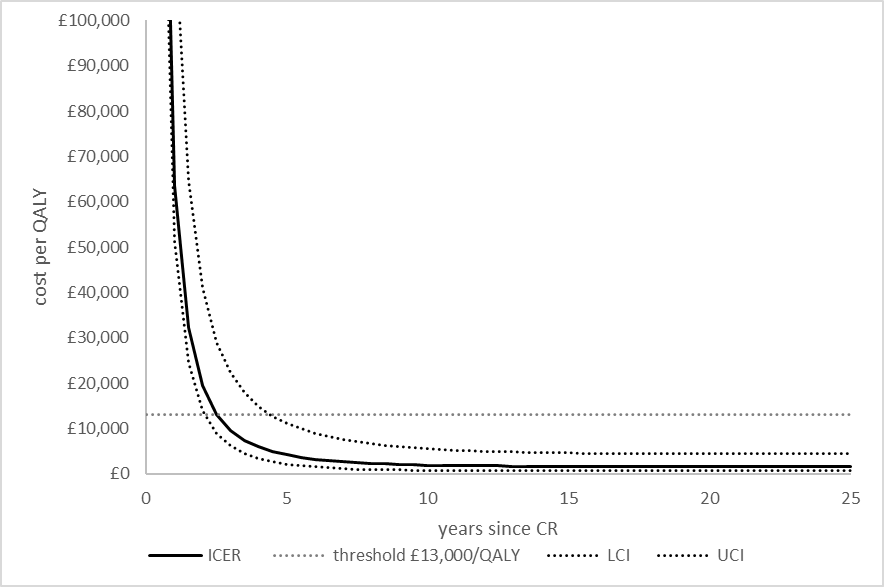 £100,000
£90,000
£80,000
£70,000
£60,000
£50,000
£40,000
£30,000
£20,000
£10,000
£0
cost per QALY
0 5 10 15 20 25
years since CR
ICER threshold £13,000/QALY LCI UCI